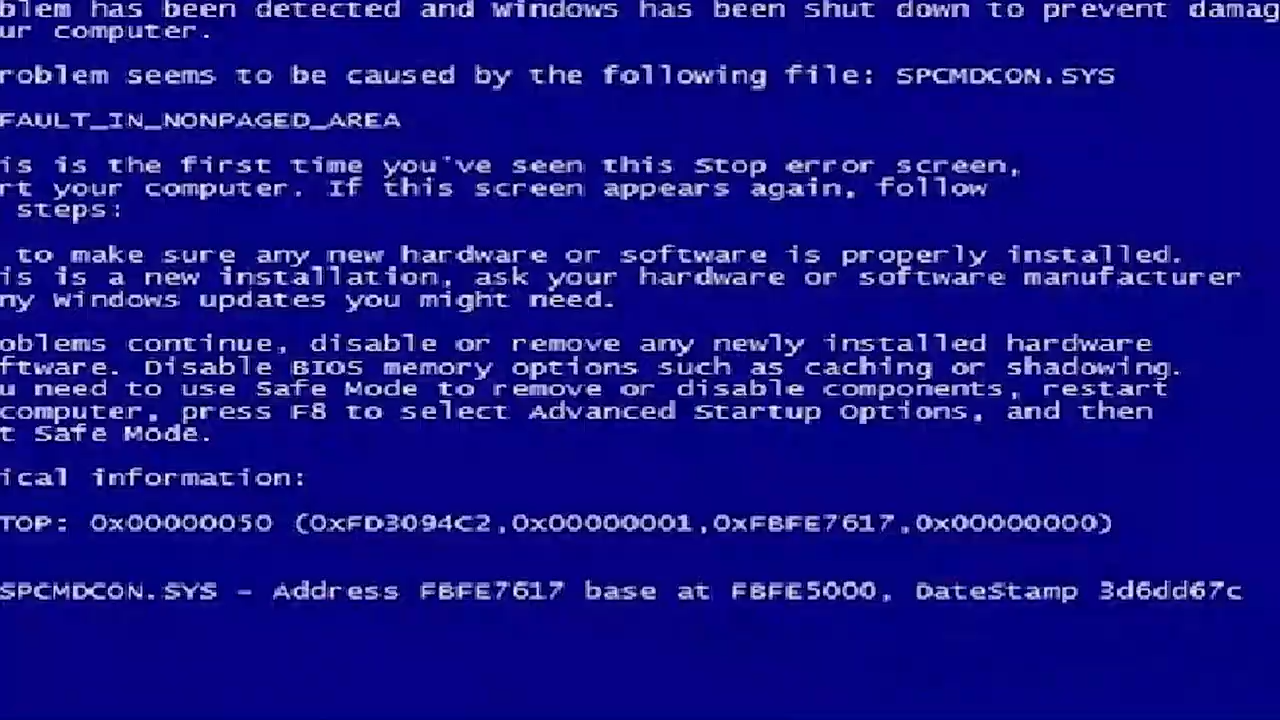 blem has been detected and Windows has been shut down to prevent damag
ur computer.
roblem seems to be caused by the following file: SPCMDCON.SYS
FAULT_IN_NONPAGED_AREA
is is the first time you've seen this Stop error screen,
rt your computer. If this screen appears again, follow
steps:
to make sure any new hardware or software is properly installed.
is is a new installation, ask your hardware or software manufacturer
ny Windows updates you might need.
oblems continue, disable or remove any newly installed hardware
ftware. Disable BIOS memory options such as caching or shadowing.
u need to use Safe Mode to remove or disable components, restart
computer, press F8 to select Advanced Startup Options, and then
t Safe Mode.
ical information:
TOP: 0x00000050 (0xFD3094C2,0x00000001,0xFBFE7617,0x00000000)
SPCMDCON.SYS - Address FBFE7617 base at FBFE5000, DateStamp 3d6dd67c